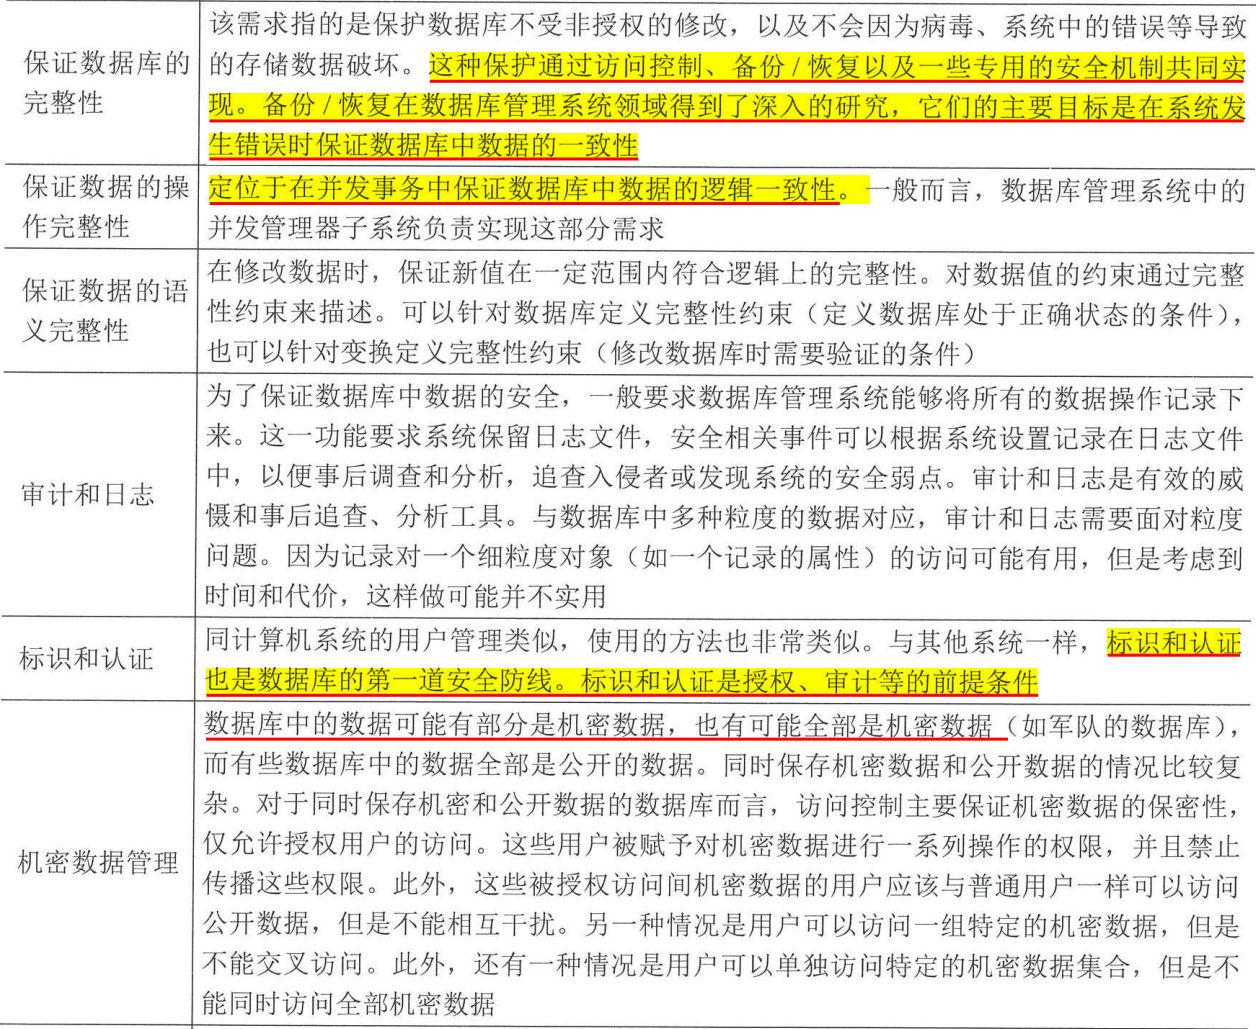 保证数据库的
完整性
该需求指的是保护数据库不受非授权的修改，以及不会因为病毒、系统中的错误等导致
的存储数据破坏。这种保护通过访问控制、备份/恢复以及一些专用的安全机制共同实
现。备份/恢复在数据库管理系统领域得到了深入的研究，它们的主要目标是在系统发
生错误时保证数据库中数据的一致性
保证数据的操
作完整性
定位于在并发事务中保证数据库中数据的逻辑一致性。一般而言，数据库管理系统中的
并发管理器子系统负责实现这部分需求
保证数据的语
义完整性
在修改数据时，保证新值在一定范围内符合逻辑上的完整性。对数据值的约束通过完整
性约束来描述。可以针对数据库定义完整性约束（定义数据库处于正确状态的条件），
也可以针对变换定义完整性约束（修改数据库时需要验证的条件）
审计和日志
为了保证数据库中数据的安全，一般要求数据库管理系统能够将所有的数据操作记录下
来。这一功能要求系统保留日志文件，安全相关事件可以根据系统设置记录在日志文件
中，以便事后调查和分析，追查入侵者或发现系统的安全弱点。审计和日志是有效的威
慑和事后追查、分析工具。与数据库中多种粒度的数据对应，审计和日志需要面对粒度
问题。因为记录对一个细粒度对象（如一个记录的属性）的访问可能有用，但是考虑到
时间和代价，这样做可能并不实用
标识和认证
同计算机系统的用户管理类似，使用的方法也非常类似。与其他系统一样，标识和认证
也是数据库的第一道安全防线。标识和认证是授权、审计等的前提条件
机密数据管理
数据库中的数据可能有部分是机密数据，也有可能全部是机密数据（如军队的数据库），
而有些数据库中的数据全部是公开的数据。同时保存机密数据和公开数据的情况比较复
杂。对于同时保存机密和公开数据的数据库而言，访问控制主要保证机密数据的保密性，
仅允许授权用户的访问。这些用户被赋予对机密数据进行一系列操作的权限，并且禁止
传播这些权限。此外，这些被授权访问间机密数据的用户应该与普通用户一样可以访问
公开数据，但是不能相互干扰。另一种情况是用户可以访问一组特定的机密数据，但是
不能交叉访问。此外，还有一种情况是用户可以单独访问特定的机密数据集合，但是不
能同时访问全部机密数据